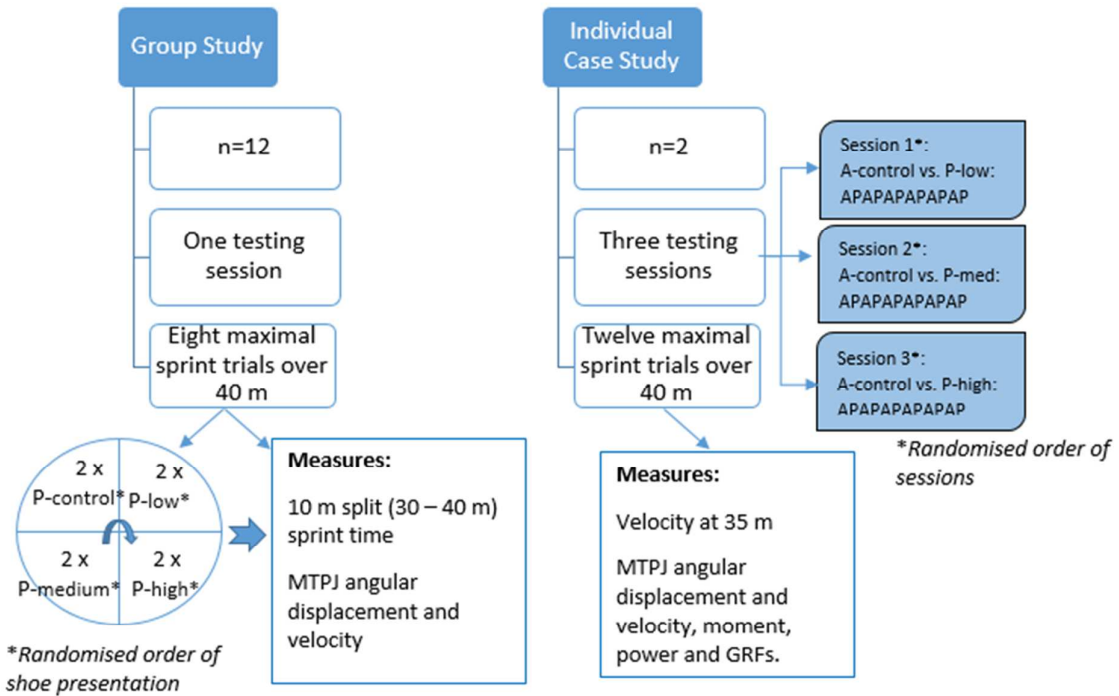 Group Study
n=12
One testing
session
Eight maximal
sprint trials over
40 m
2 x
P-control*
2 x
P-low*
2 x
P-medium*
2 x
P-high*
*Randomised order of
shoe presentation
Measures:
10 m split (30 – 40 m)
sprint time
MTPJ angular
displacement and
velocity
Individual
Case Study
n=2
Three testing
sessions
Twelve maximal
sprint trials over
40 m
Session 1*:
A-control vs. P-low:
APAPAPAPAPAP
Session 2*:
A-control vs. P-med:
APAPAPAPAPAP
Session 3*:
A-control vs. P-high:
APAPAPAPAPAP
*Randomised order of
sessions
Measures:
Velocity at 35 m
MTPJ angular
displacement and
velocity, moment,
power and GRFs.